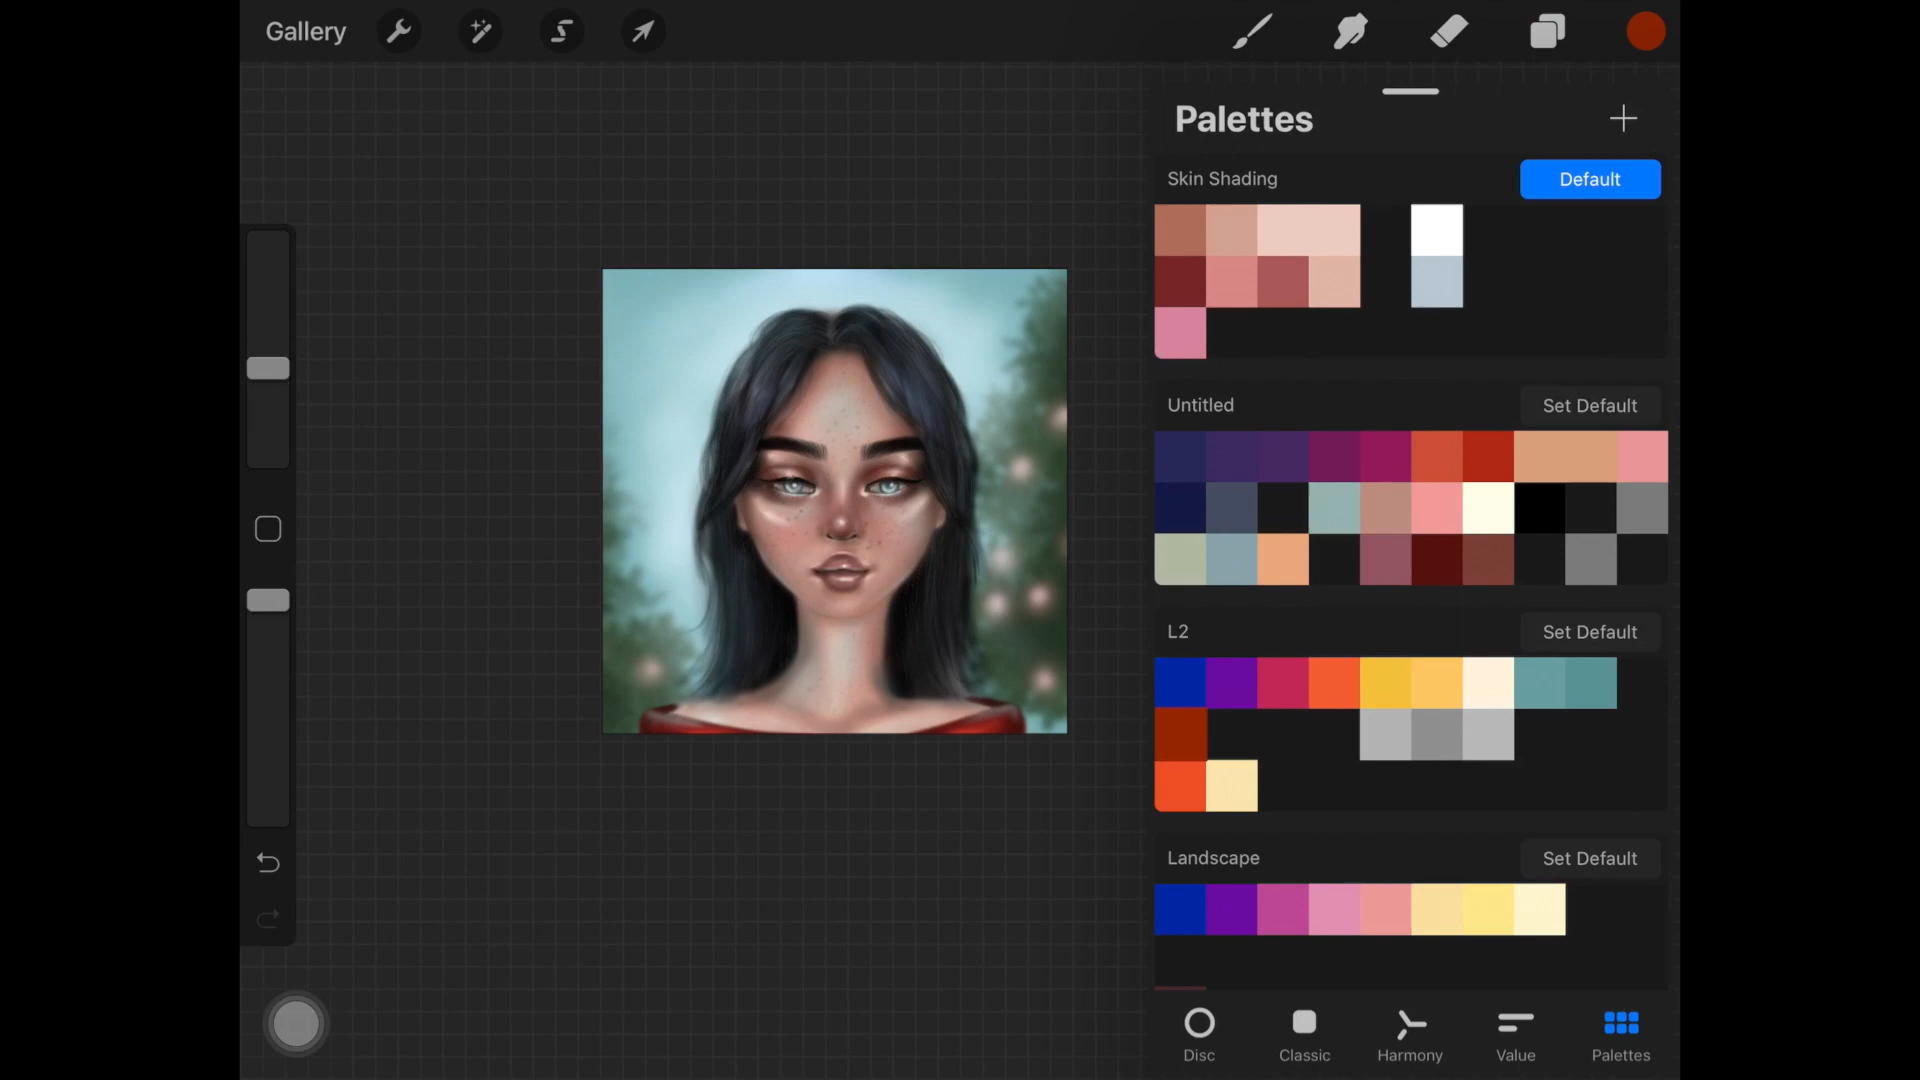 Gallery
Palettes
Skin Shading
Default
Untitled
Set Default
L2
Set Default
Landscape
Set Default
Disc
Classic
Harmony
Value
Palettes